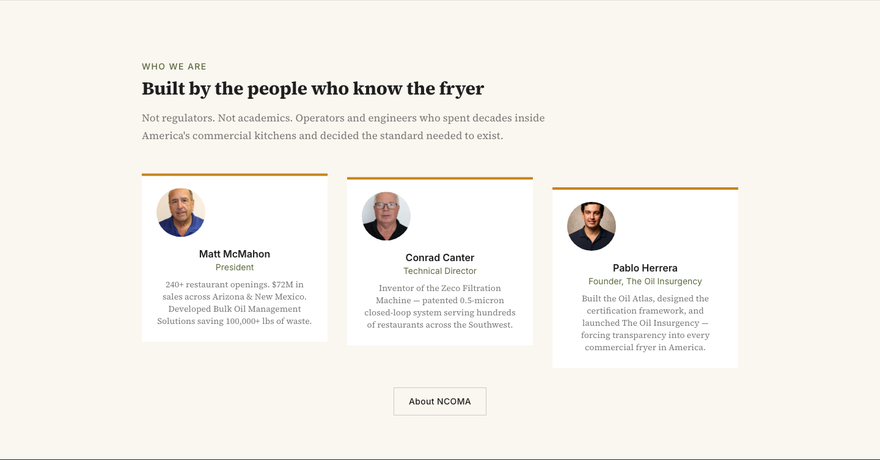 WHO WE ARE
Built by the people who know the fryer
Not regulators. Not academics. Operators and engineers who spent decades inside
America's commercial kitchens and decided the standard needed to exist.
Matt McMahon
President
240+ restaurant openings. $72M in
sales across Arizona & New Mexico.
Developed Bulk Oil Management
Solutions saving 100,000+ lbs of waste.
Conrad Canter
Technical Director
Inventor of the Zeco Filtration
Machine — patented 0.5-micron
closed-loop system serving hundreds
of restaurants across the Southwest.
Pablo Herrera
Founder, The Oil Insurgency
Built the Oil Atlas, designed the
certification framework, and
launched The Oil Insurgency —
forcing transparency into every
commercial fryer in America.
About NCOMA